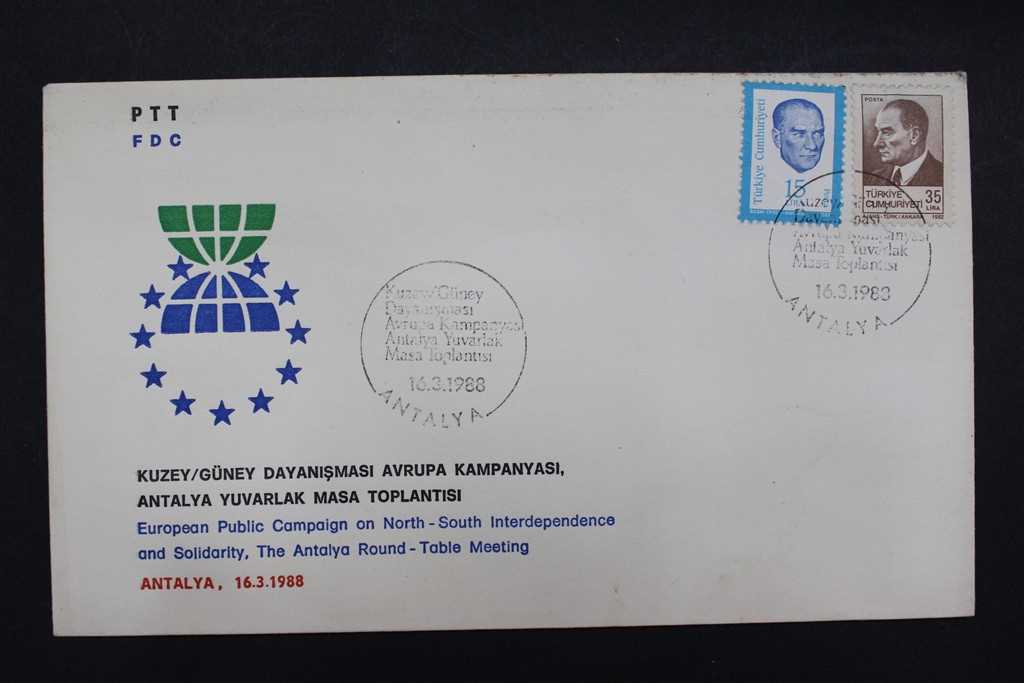 PTT
FDC
Türkiye Cumhuriyeti
15
LİRA
POSTA
TÜRKİYE
CUMHURİYETİ
35
LİRA
1982
Masa Toplantısı
Antalya Yuvarlak
16.3.1988
ANTALYA
Kuzey/Güney
Dayanışması
Avrupa Kampanyası
Antalya Yuvarlak
Masa Toplantısı
16.3.1988
ANTALYA
KUZEY/GÜNEY DAYANIŞMASI AVRUPA KAMPANYASI,
ANTALYA YUVARLAK MASA TOPLANTISI
European Public Campaign on North-South Interdependence
and Solidarity, The Antalya Round-Table Meeting
ANTALYA, 16.3.1988